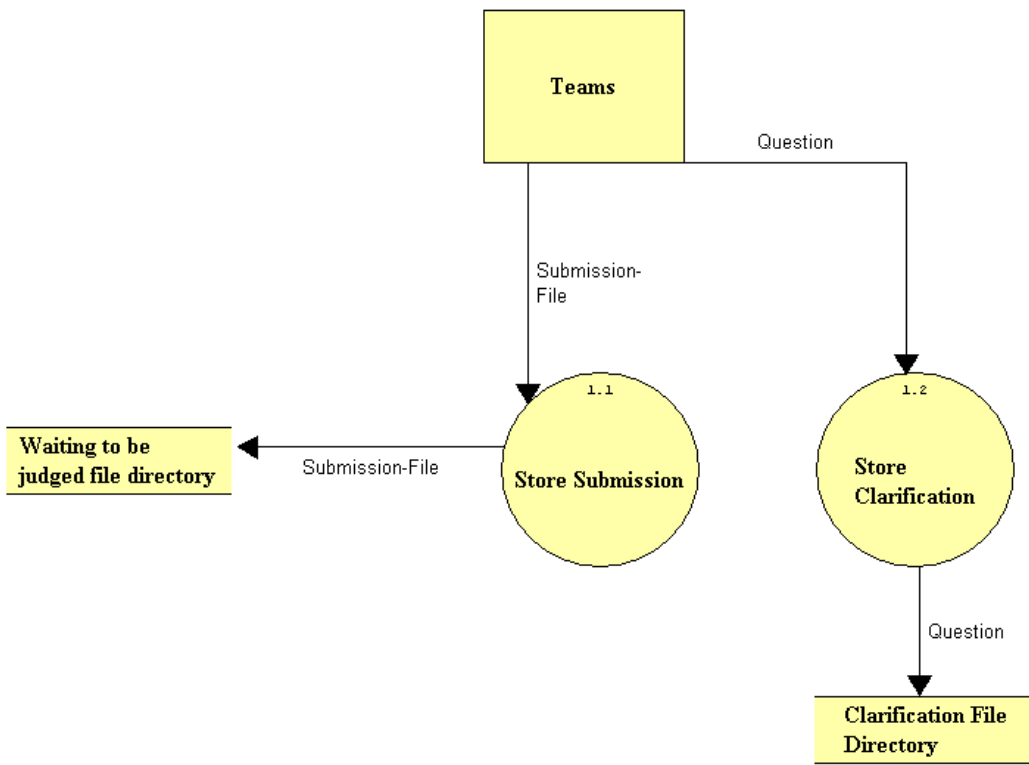 Teams
Question
Submission-
File
1.1
1.2
Waiting to be
judged file directory
Submission-File
Store Submission
Store
Clarification
Question
Clarification File
Directory